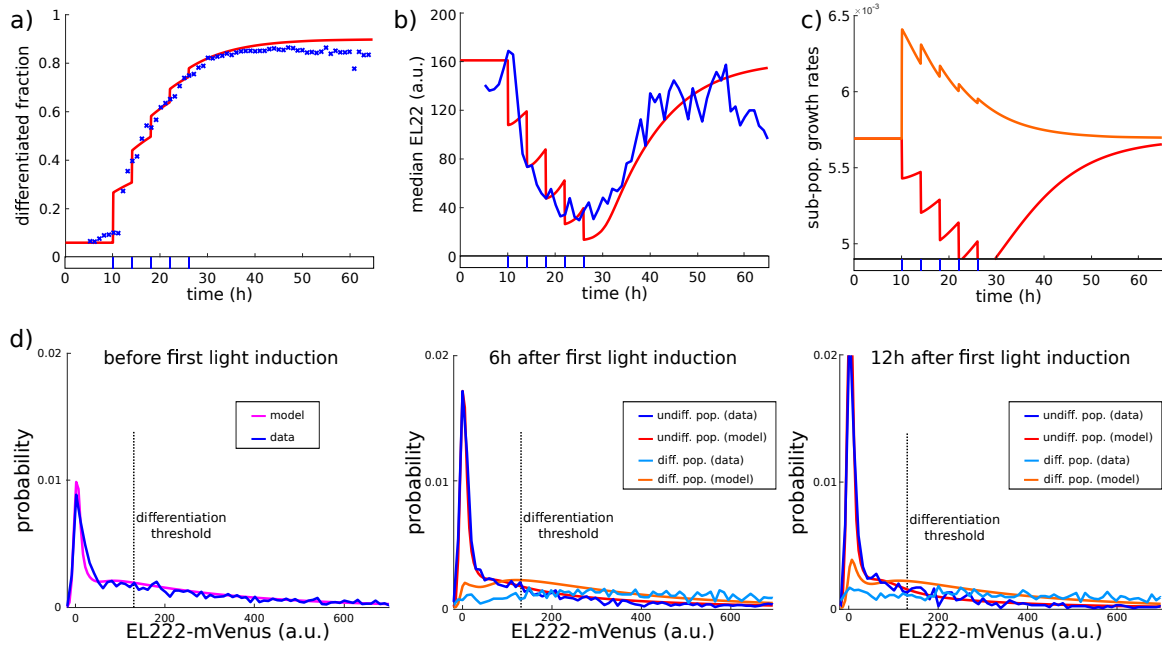 a)
differentiated fraction
1
0.8
0.6
0.4
0.2
0
0
10
20
30
40
50
60
time (h)
b)
median EL22 (a.u.)
200
160
120
80
40
0
0
10
20
30
40
50
60
time (h)
c)
sub-pop. growth rates
×10⁻³
6.5
6
5.5
5
0
10
20
30
40
50
60
time (h)
d)
before first light induction
probability
0.02
0.01
0
0
200
400
600
model
data
differentiation
threshold
EL222-mVenus (a.u.)
6h after first light induction
probability
0.02
0.01
0
0
200
400
600
undiff. pop. (data)
undiff. pop. (model)
diff. pop. (data)
diff. pop. (model)
differentiation
threshold
EL222-mVenus (a.u.)
12h after first light induction
probability
0.02
0.01
0
0
200
400
600
undiff. pop. (data)
undiff. pop. (model)
diff. pop. (data)
diff. pop. (model)
differentiation
threshold
EL222-mVenus (a.u.)